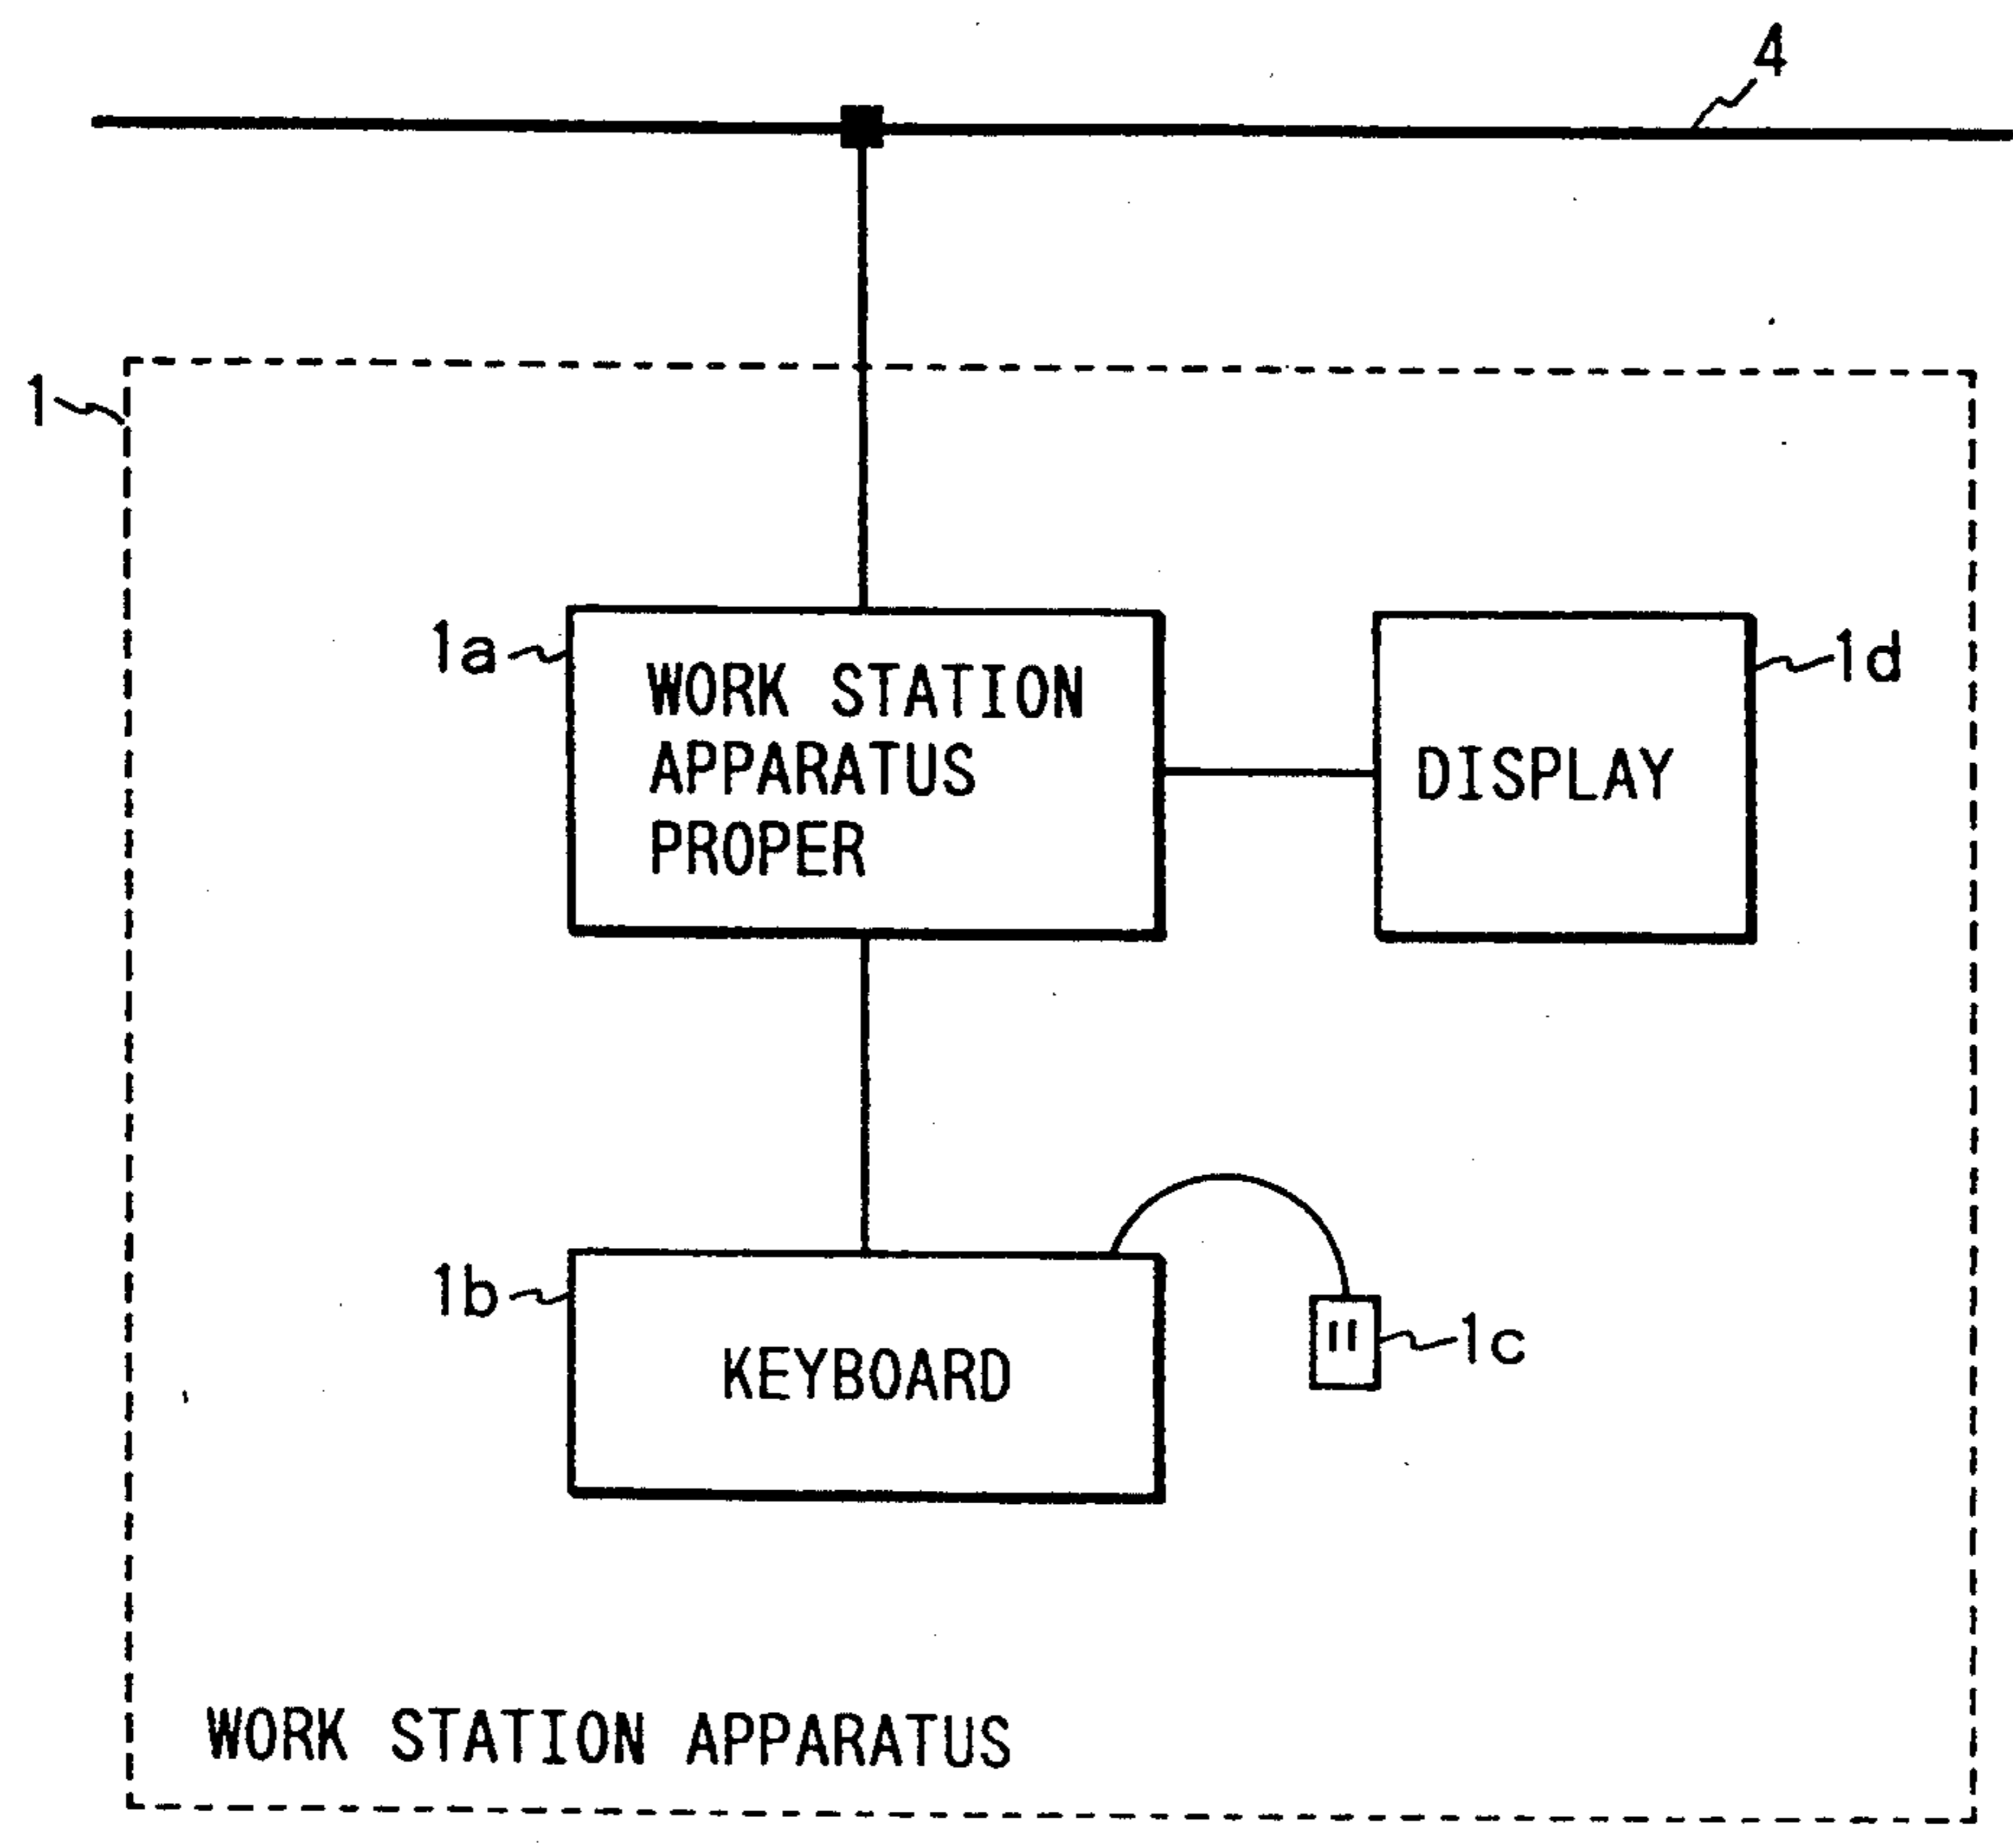 4
1
1a
WORK STATION
APPARATUS
PROPER
1d
DISPLAY
1b
KEYBOARD
1c
WORK STATION APPARATUS